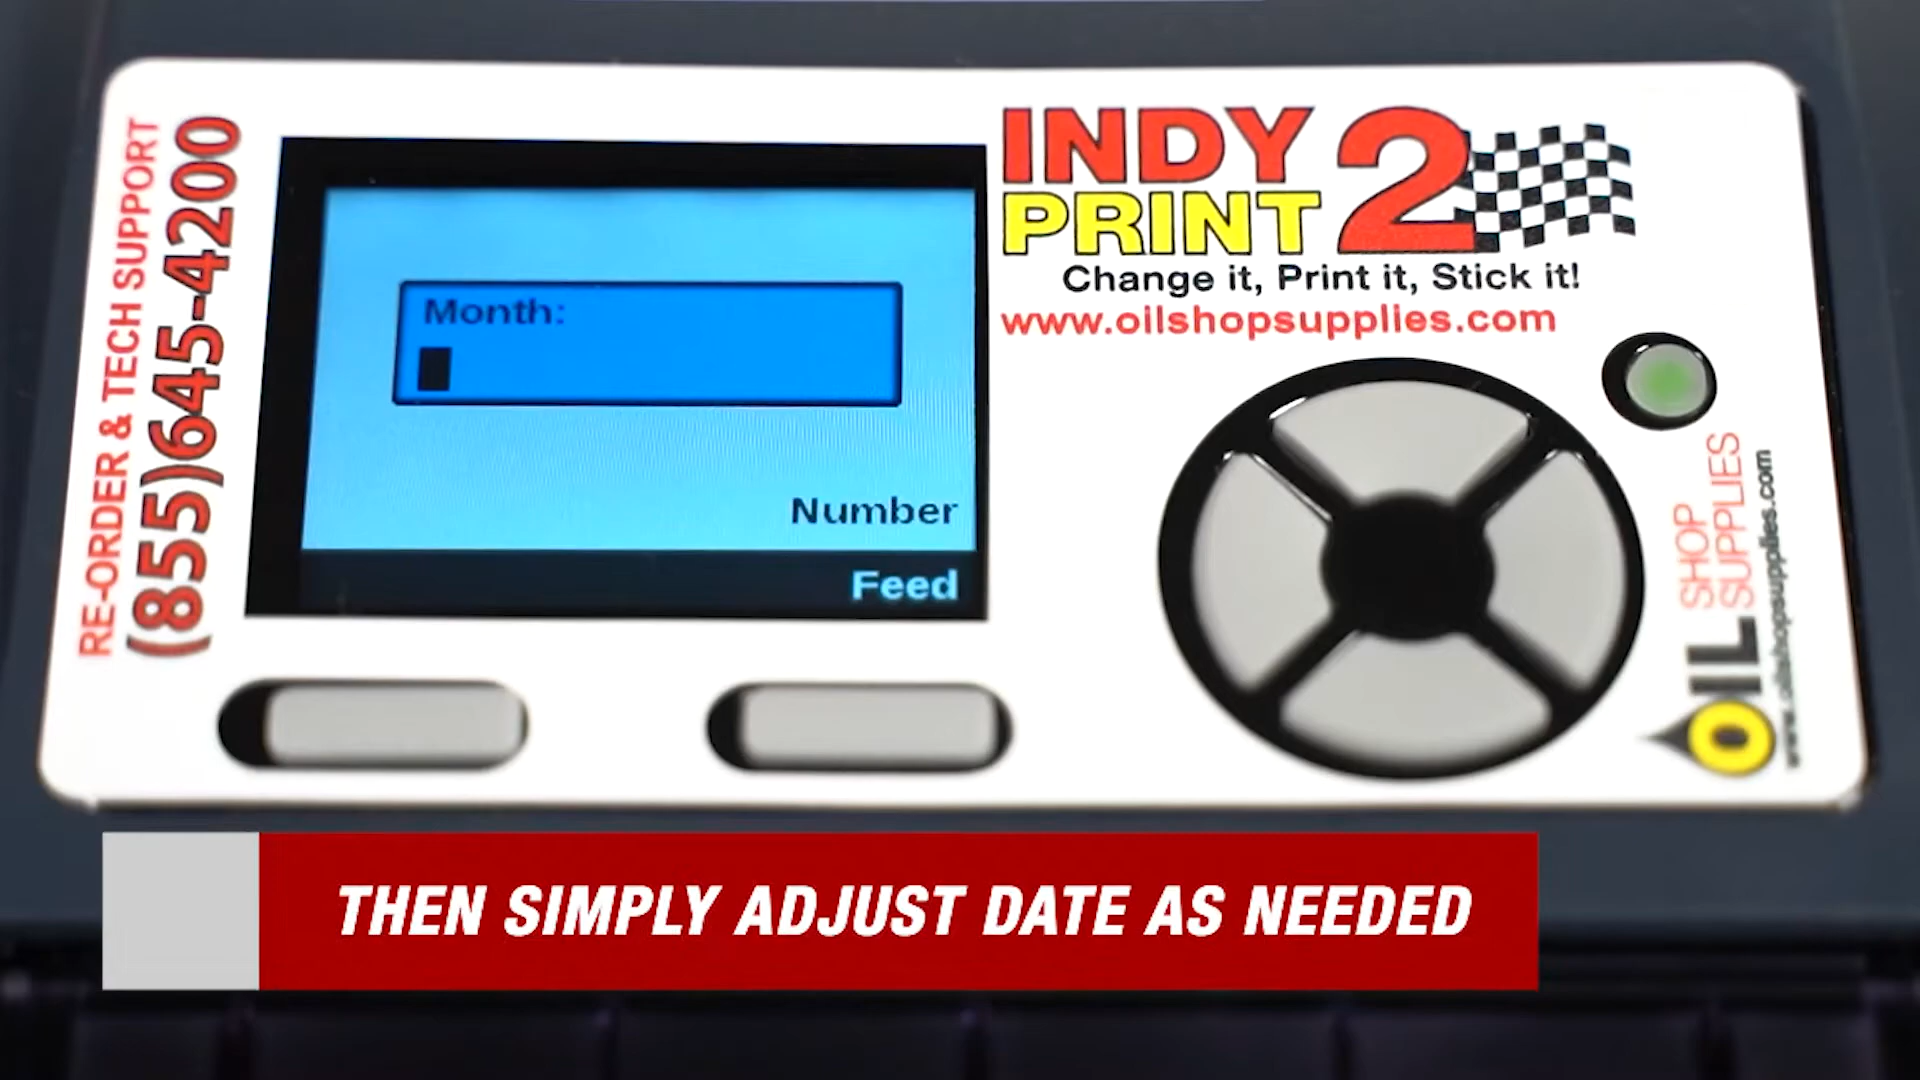 RE-ORDER & TECH SUPPORT
(855)645-4200
Month:
Number
Feed
INDY
PRINT 2
Change it, Print it, Stick it!
www.oilshopsupplies.com
OIL SHOP
SUPPLIES
www.oilshopsupplies.com
THEN SIMPLY ADJUST DATE AS NEEDED